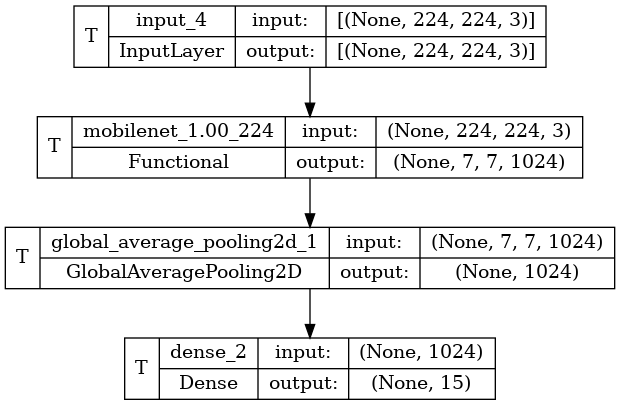 T input_4 input: [(None, 224, 224, 3)]
InputLayer output: [(None, 224, 224, 3)]
T mobilenet_1.00_224 input: (None, 224, 224, 3)
Functional output: (None, 7, 7, 1024)
T global_average_pooling2d_1 input: (None, 7, 7, 1024)
GlobalAveragePooling2D output: (None, 1024)
T dense_2 input: (None, 1024)
Dense output: (None, 15)